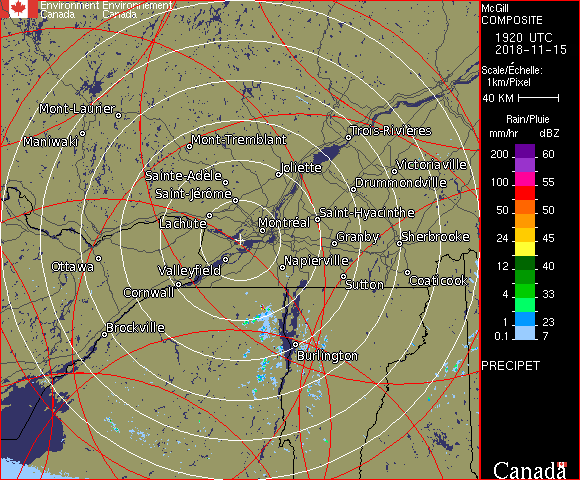 Environment Environnement
Canada Canada
McGill
COMPOSITE
1920 UTC
2018-11-15
Scale/Échelle:
1km/Pixel
40 KM
Rain/Pluie
mm/hr dBZ
200 60
150 57
100 55
50 50
24 45
12 40
4 33
1 23
0.1 7
PRECIPET
Canada
Mont-Laurier
Maniwaki
Mont-Tremblant
Trois-Rivières
Joliette
Victoriaville
Sainte-Adèle
Drummondville
Saint-Jérôme
Saint-Hyacinthe
Lachute
Montréal
Granby
Sherbrooke
Ottawa
Valleyfield
Napierville
Coaticook
Cornwall
Sutton
Brockville
Burlington